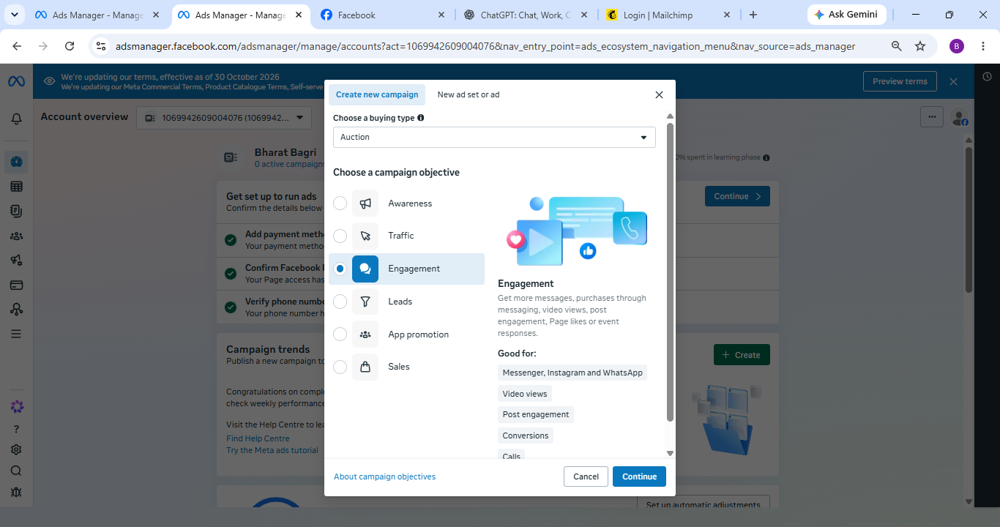 Ads Manager - Manage
Ads Manager - Manage
Facebook
ChatGPT: Chat, Work, C
Login | Mailchimp
Ask Gemini
adsmanager.facebook.com/adsmanager/manage/accounts?act=1069942609004076&nav_entry_point=ads_ecosystem_navigation_menu&nav_source=ads_manager
B
We're updating our terms, effective as of 30 October 2026
We're updating our Meta Commercial Terms, Product Catalogue Terms, Self-serve
Preview terms
Account overview
1069942609004076 (1069942...
Bharat Bagri
0 active campaigns
0% spent in learning phase
Get set up to run ads
Confirm the details below
Continue
Add payment metho
Your payment metho
Confirm Facebook
Your Page access has
Verify phone numbe
Your phone number h
Campaign trends
Publish a new campaign to
Create
Congratulations on comple
check weekly performance
Visit the Help Centre to lea
Find Help Centre
Try the Meta ads tutorial
Set up automatic adjustments
Create new campaign
New ad set or ad
Choose a buying type
Auction
Choose a campaign objective
Awareness
Traffic
Engagement
Leads
App promotion
Sales
Engagement
Get more messages, purchases through
messaging, video views, post
engagement, Page likes or event
responses.
Good for:
Messenger, Instagram and WhatsApp
Video views
Post engagement
Conversions
Calls
About campaign objectives
Cancel
Continue